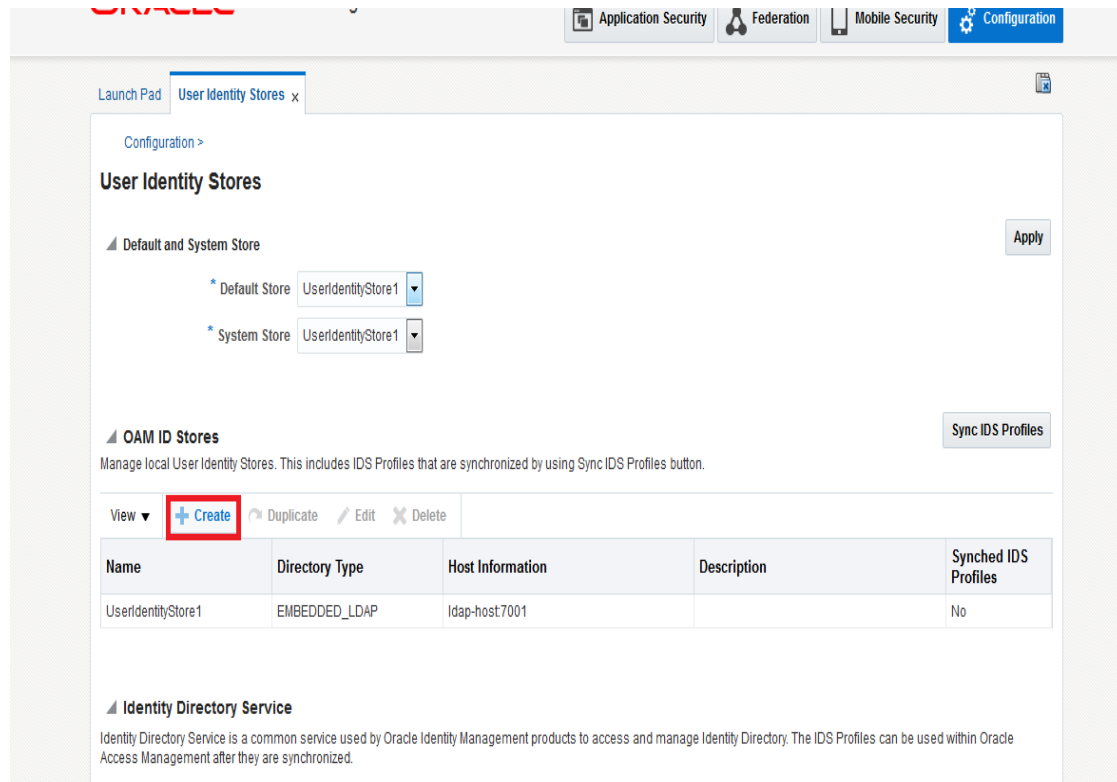 ORACLE
Application Security
Federation
Mobile Security
Configuration
Launch Pad
User Identity Stores x
Configuration >
User Identity Stores
Default and System Store
Apply
* Default Store UserIdentityStore1
* System Store UserIdentityStore1
OAM ID Stores
Sync IDS Profiles
Manage local User Identity Stores. This includes IDS Profiles that are synchronized by using Sync IDS Profiles button.
View Create Duplicate Edit Delete
Name Directory Type Host Information Description Synched IDS Profiles
UserIdentityStore1 EMBEDDED_LDAP ldap-host:7001 No
Identity Directory Service
Identity Directory Service is a common service used by Oracle Identity Management products to access and manage Identity Directory. The IDS Profiles can be used within Oracle
Access Management after they are synchronized.